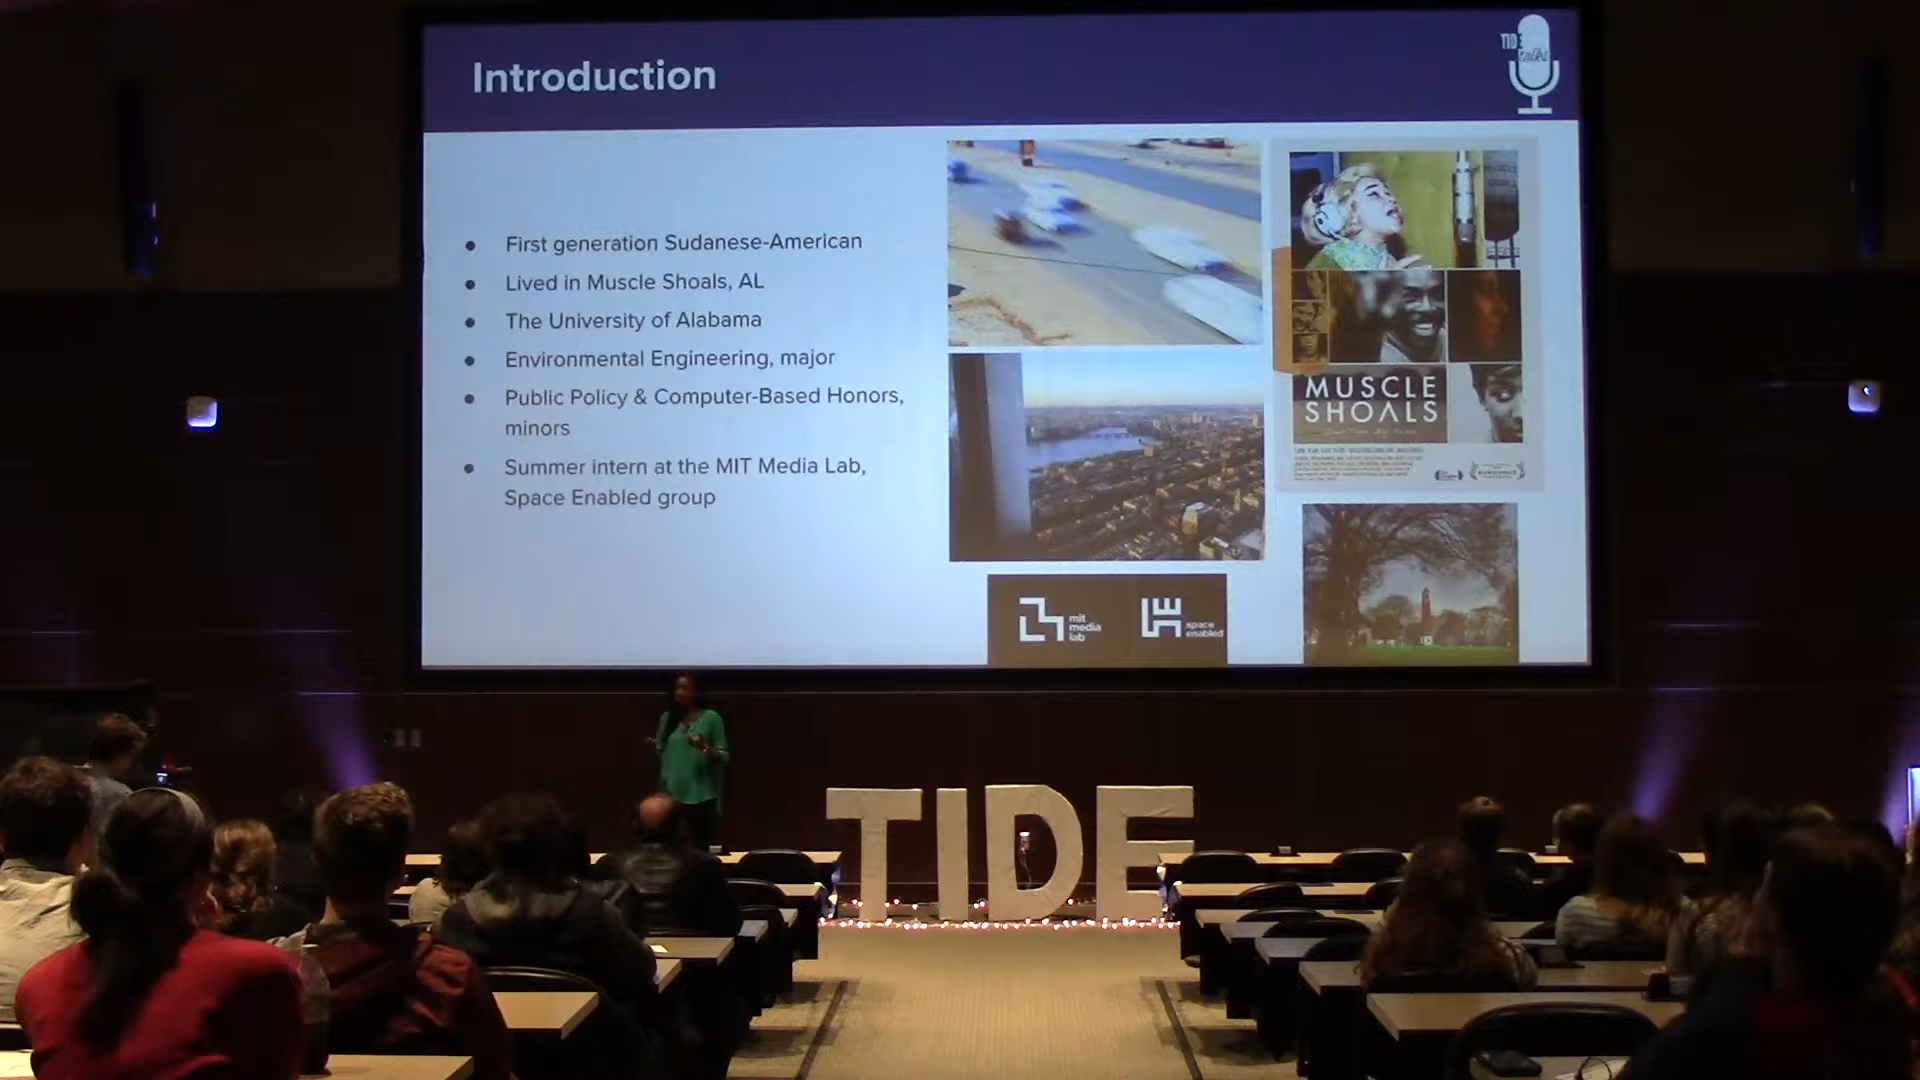 Introduction
TIDE
talks
First generation Sudanese-American
Lived in Muscle Shoals, AL
The University of Alabama
Environmental Engineering, major
Public Policy & Computer-Based Honors,
minors
Summer intern at the MIT Media Lab,
Space Enabled group
MUSCLE
SHOALS
mit
media
lab
space
enabled
TIDE